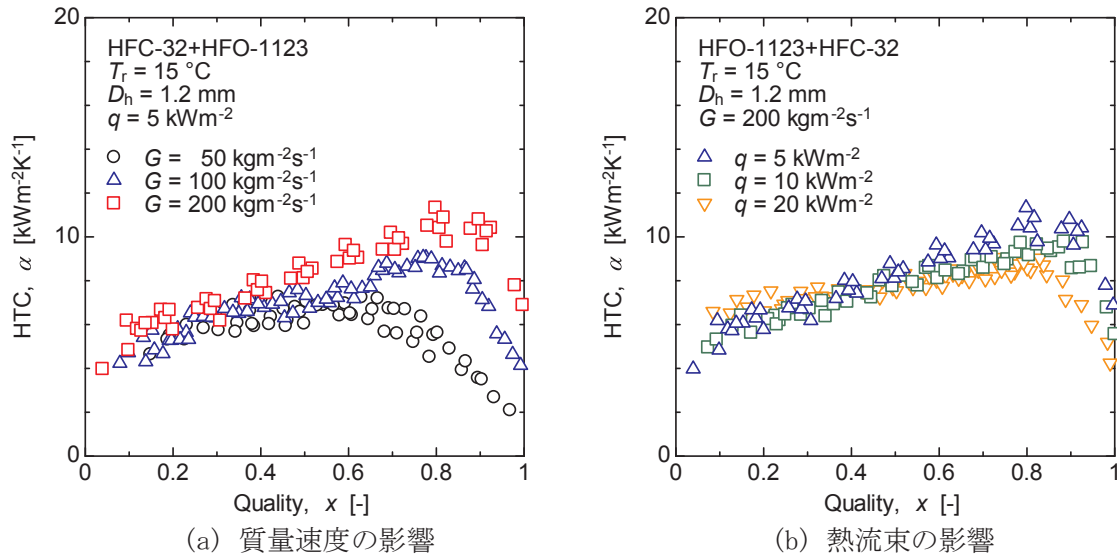 20
10
0
HTC, α [kWm-2K-1]
HFC-32+HFO-1123
Tr = 15 °C
Dh = 1.2 mm
q = 5 kWm-2
G = 50 kgm-2s-1
G = 100 kgm-2s-1
G = 200 kgm-2s-1
0 0.2 0.4 0.6 0.8 1
Quality, x [-]
(a) 質量速度の影響
20
10
0
HTC, α [kWm-2K-1]
HFO-1123+HFC-32
Tr = 15 °C
Dh = 1.2 mm
G = 200 kgm-2s-1
q = 5 kWm-2
q = 10 kWm-2
q = 20 kWm-2
0 0.2 0.4 0.6 0.8 1
Quality, x [-]
(b) 熱流束の影響